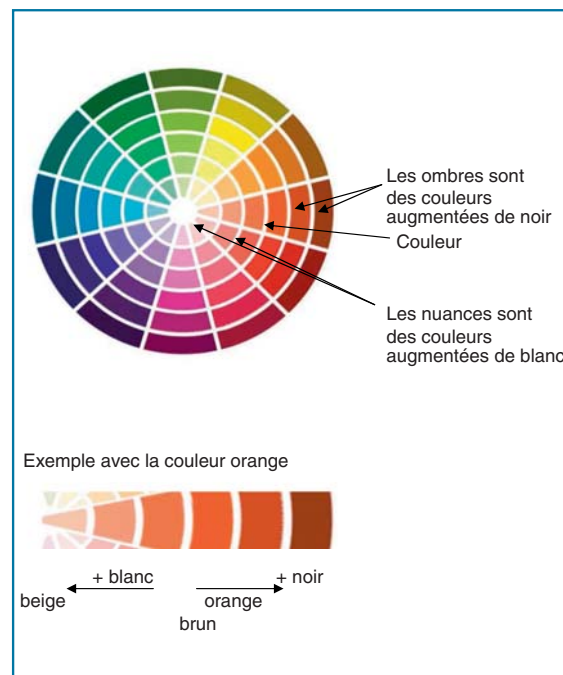 Les ombres sont
des couleurs
augmentées de noir
Couleur
Les nuances sont
des couleurs
augmentées de blanc
Exemple avec la couleur orange
+ blanc
+ noir
beige
orange
brun